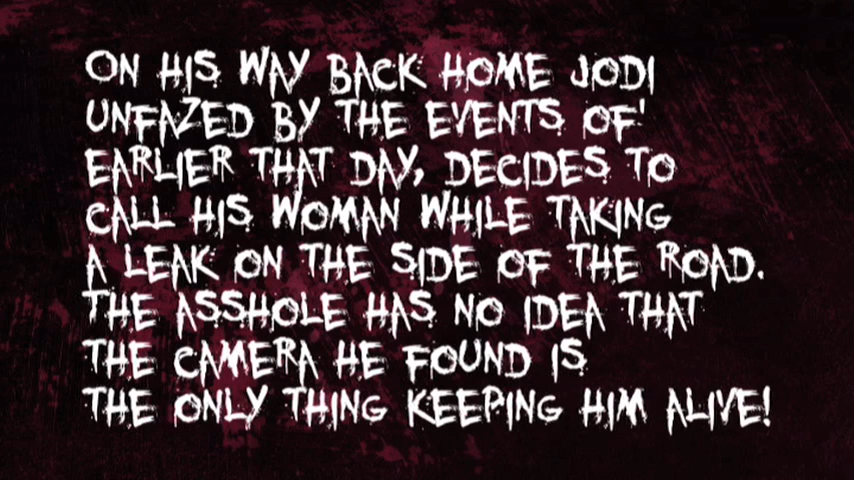 ON HIS WAY BACK HOME JODI
UNFAZED BY THE EVENTS OF'
EARLIER THAT DAY, DECIDES TO
CALL HIS WOMAN WHILE TAKING
A LEAK ON THE SIDE OF THE ROAD.
THE ASSHOLE HAS NO IDEA THAT
THE CAMERA HE FOUND IS
THE ONLY THING KEEPING HIM ALIVE!